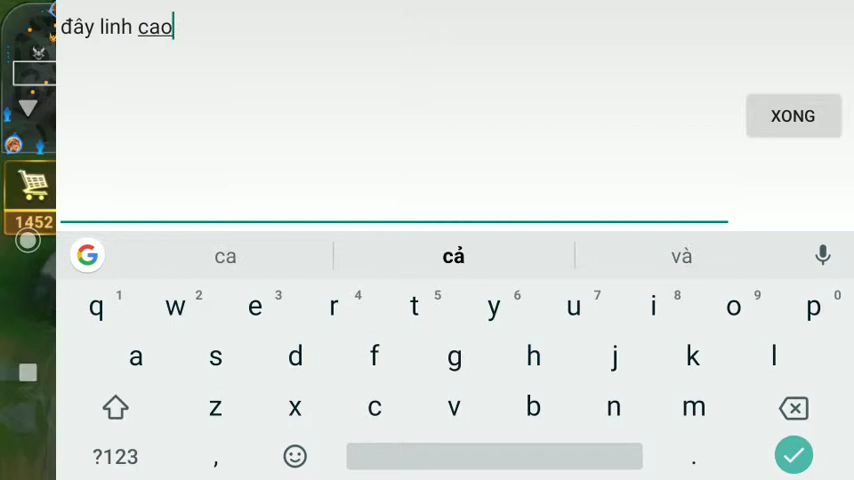 đây linh cao
XONG
1452
ca cả và
q 1 w 2 e 3 r 4 t 5 y 6 u 7 i 8 o 9 p 0
a s d f g h j k l
z x c v b n m
?123 , .